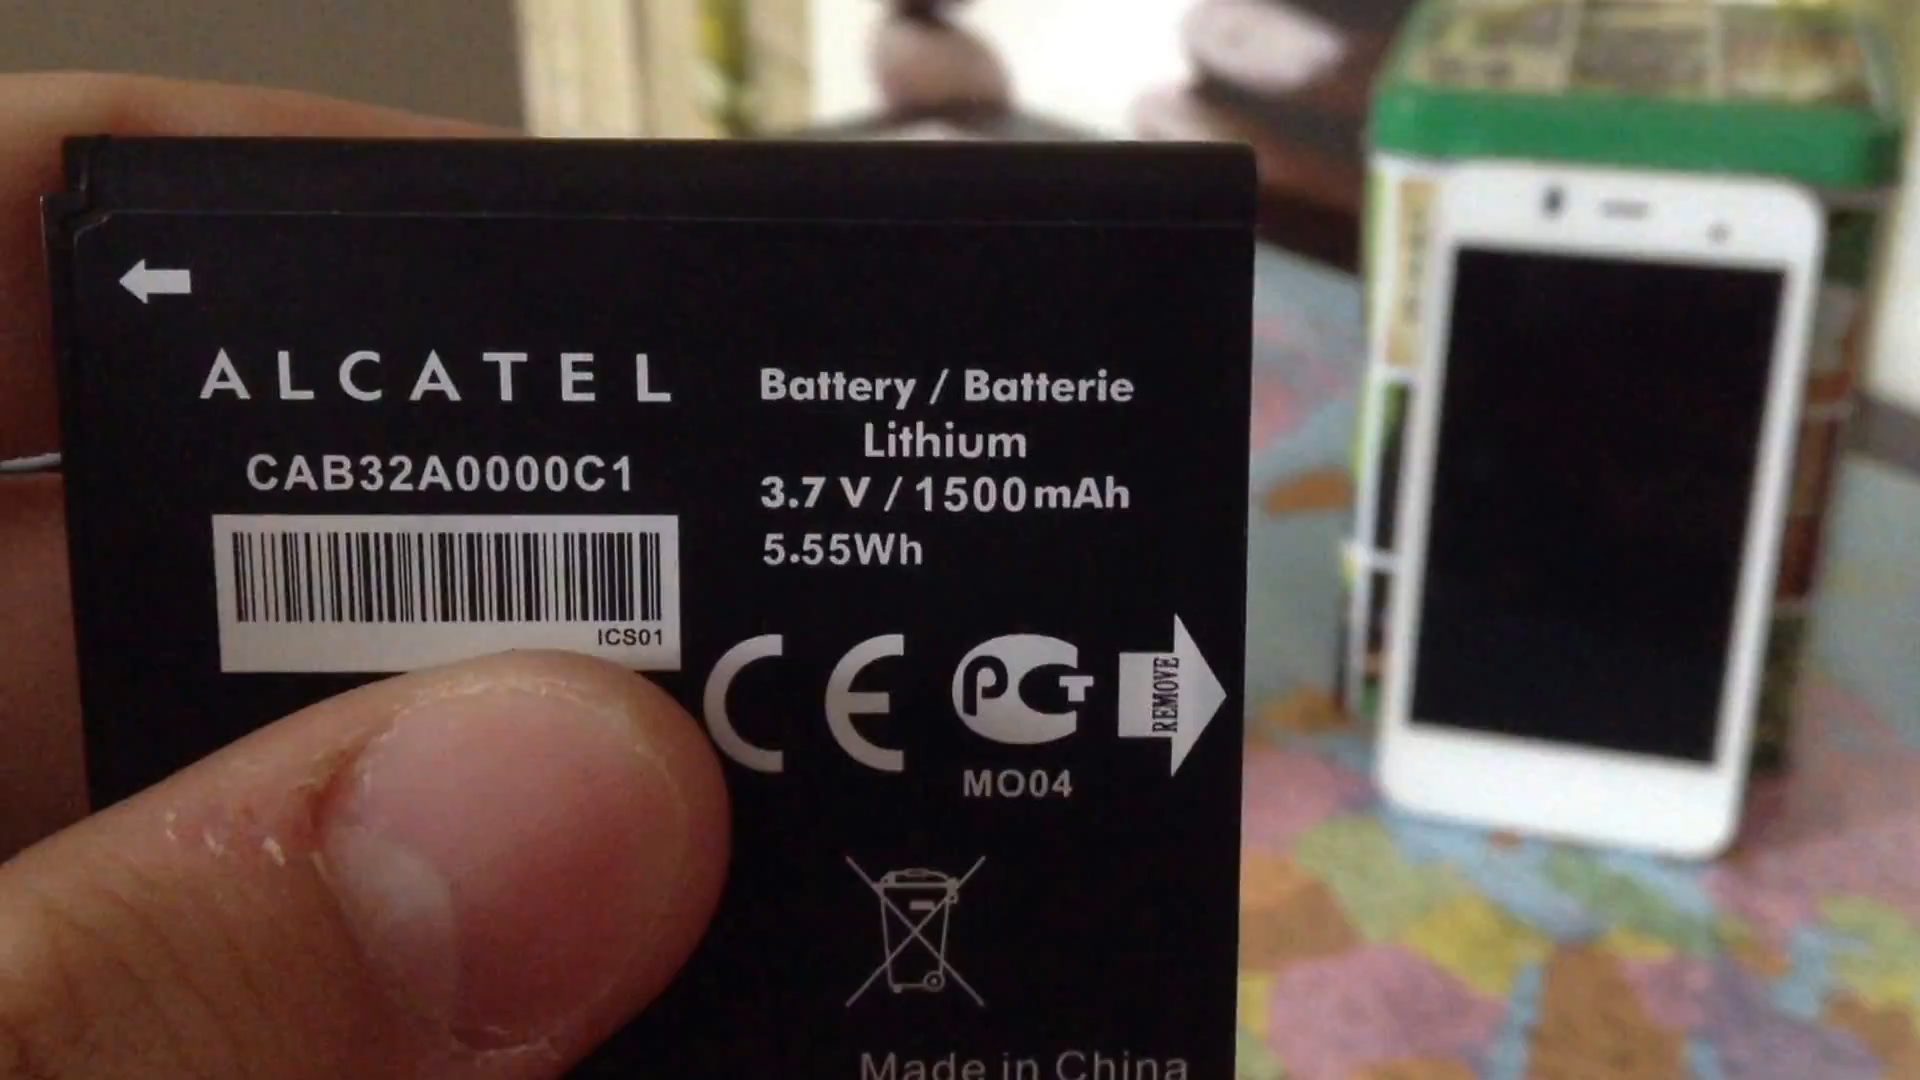 ALCATEL
CAB32A0000C1
ICS01
Battery / Batterie
Lithium
3.7 V / 1500mAh
5.55Wh
CE
PCT
MO04
REMOVE
Made in China